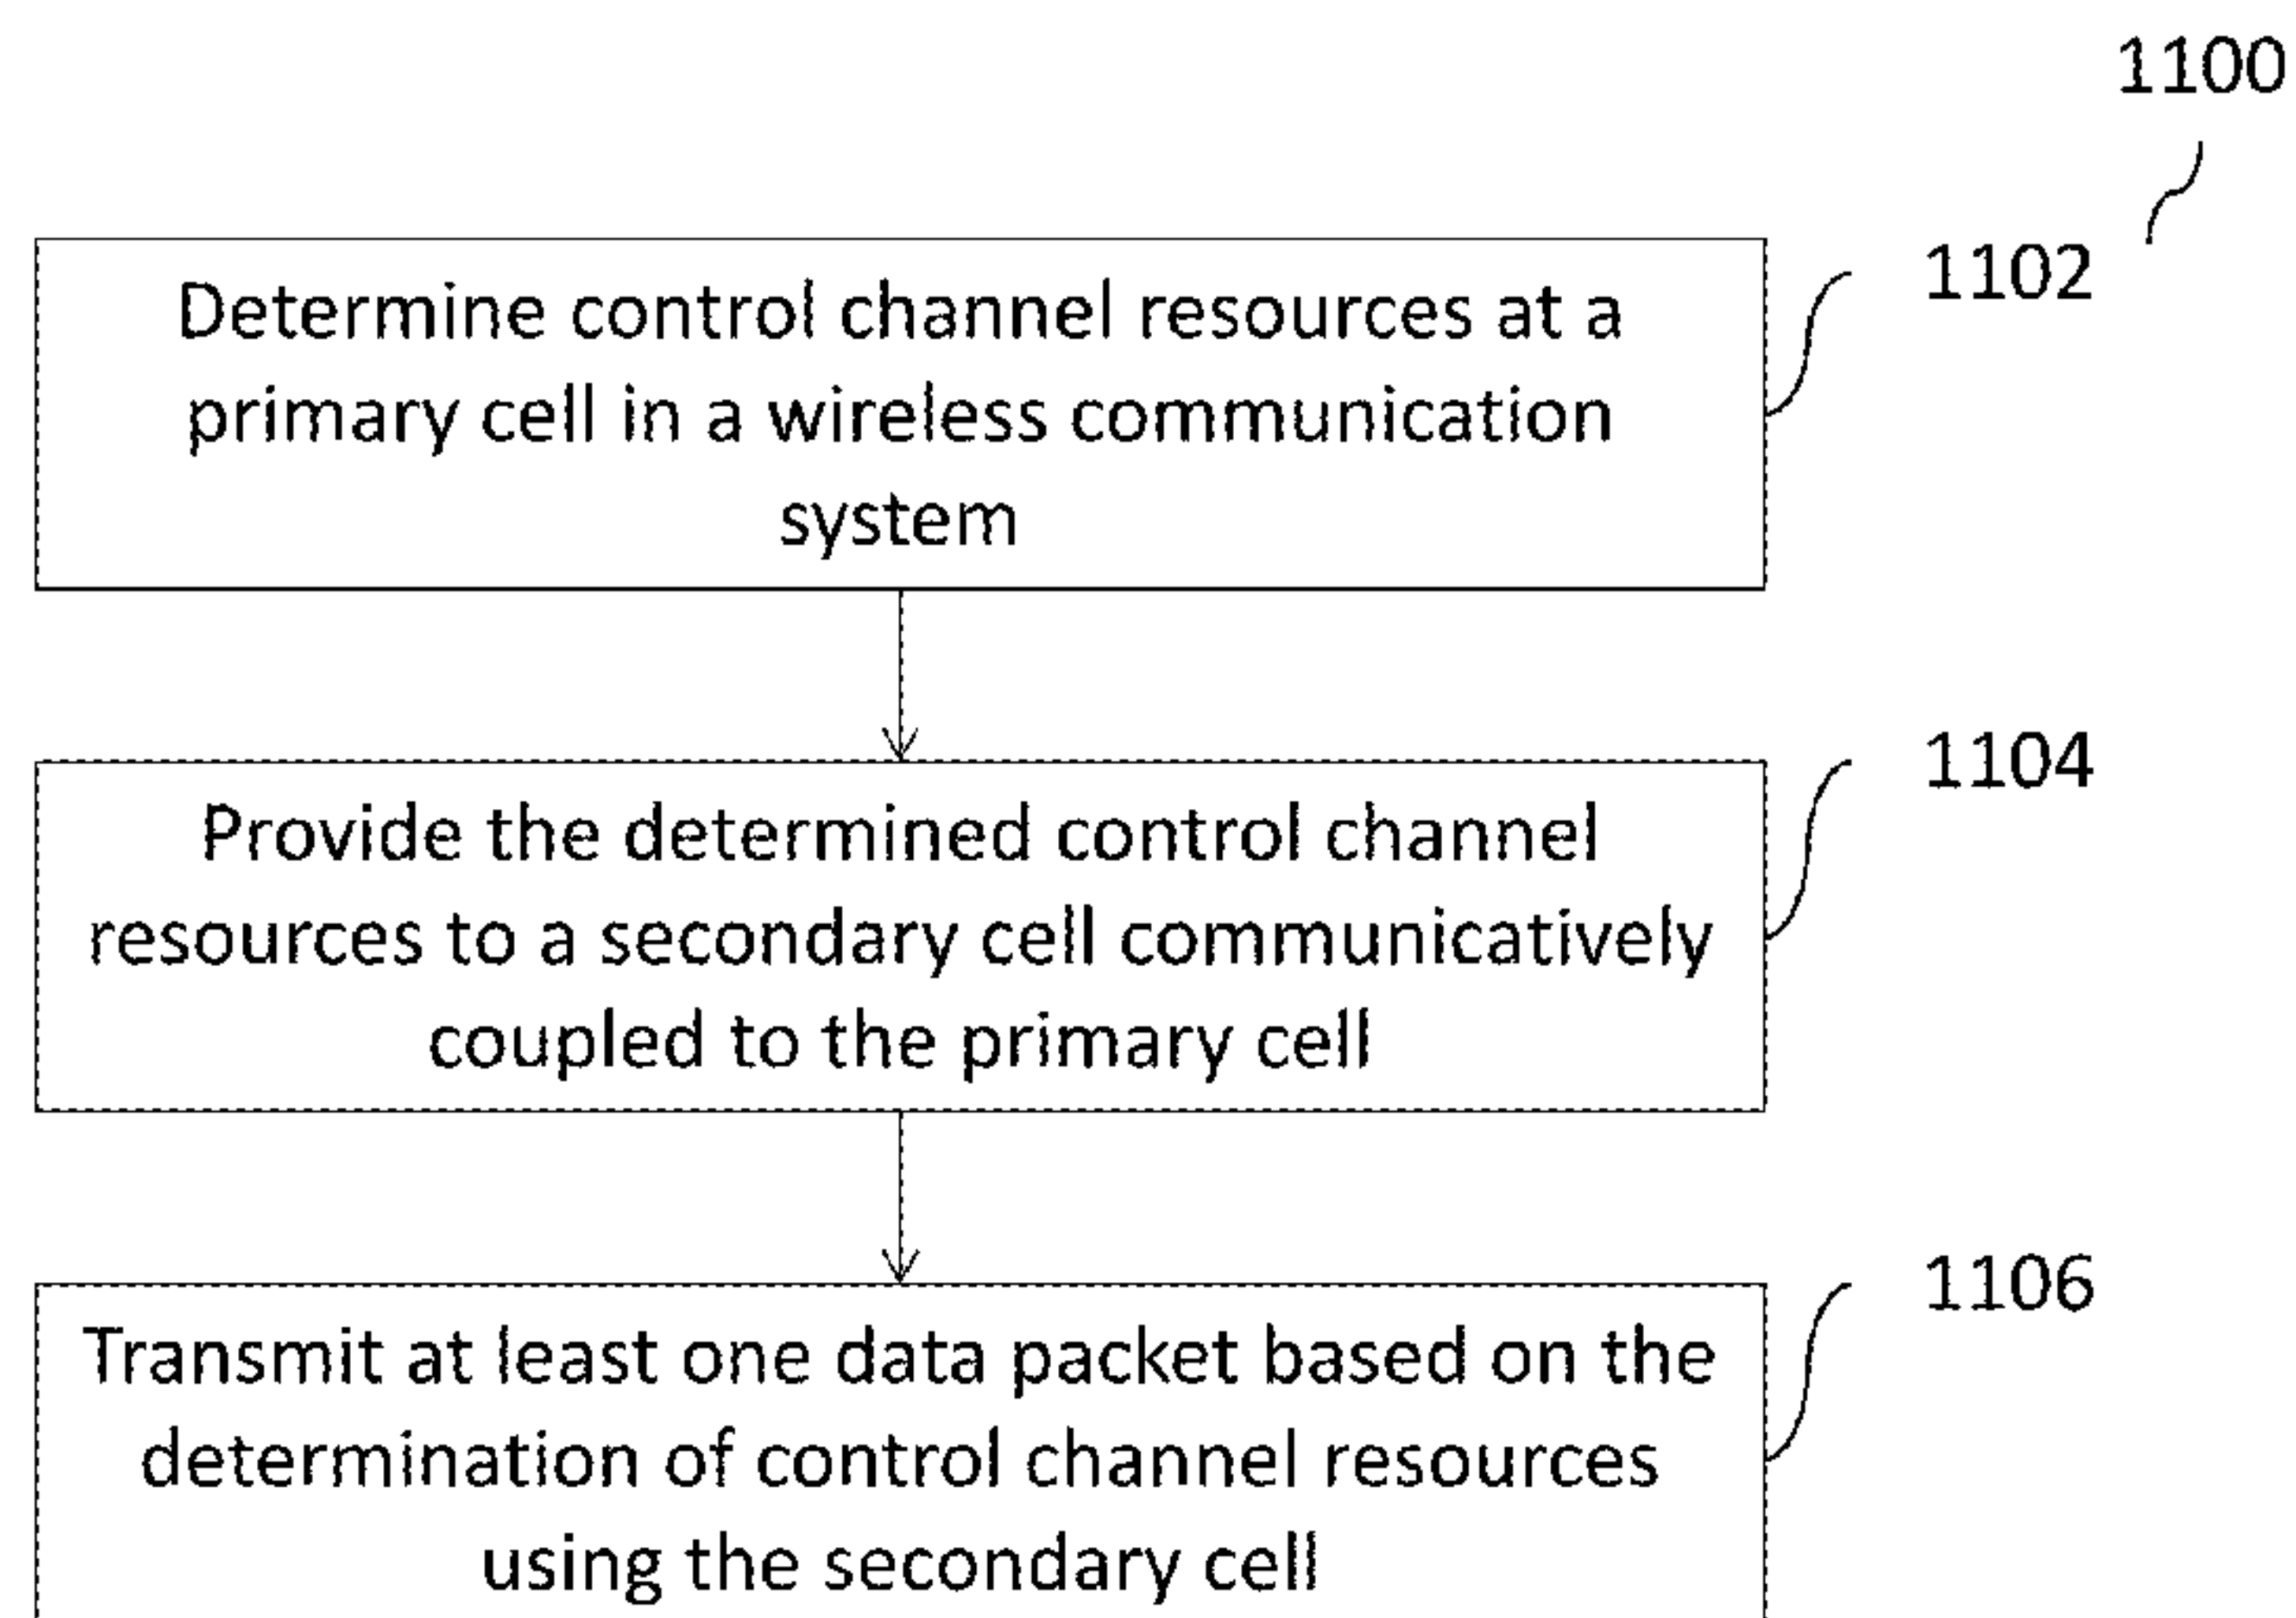 1100
1102
Determine control channel resources at a
primary cell in a wireless communication
system
1104
Provide the determined control channel
resources to a secondary cell communicatively
coupled to the primary cell
1106
Transmit at least one data packet based on the
determination of control channel resources
using the secondary cell